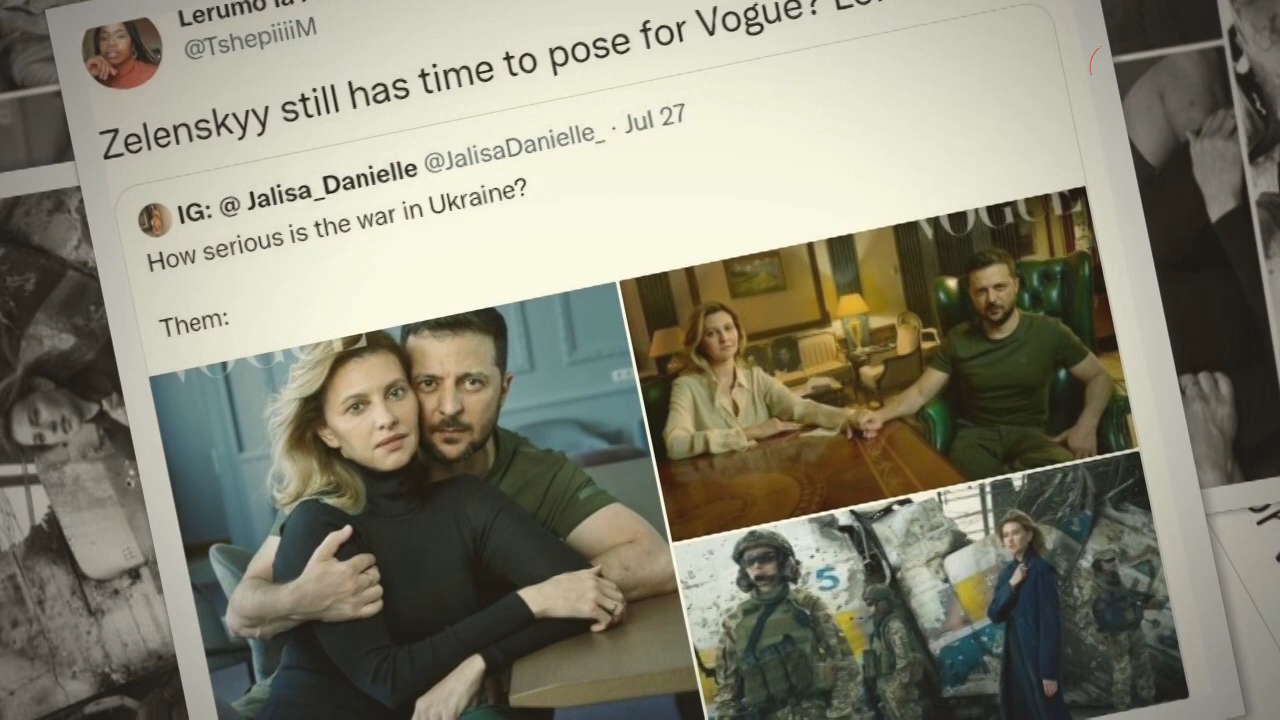 Lerumo
@TshepiiiiM
Zelenskyy still has time to pose for Vogue?
IG: @ Jalisa_Danielle @JalisaDanielle_ · Jul 27
How serious is the war in Ukraine?
Them:
VOGUE
VOGUE
5